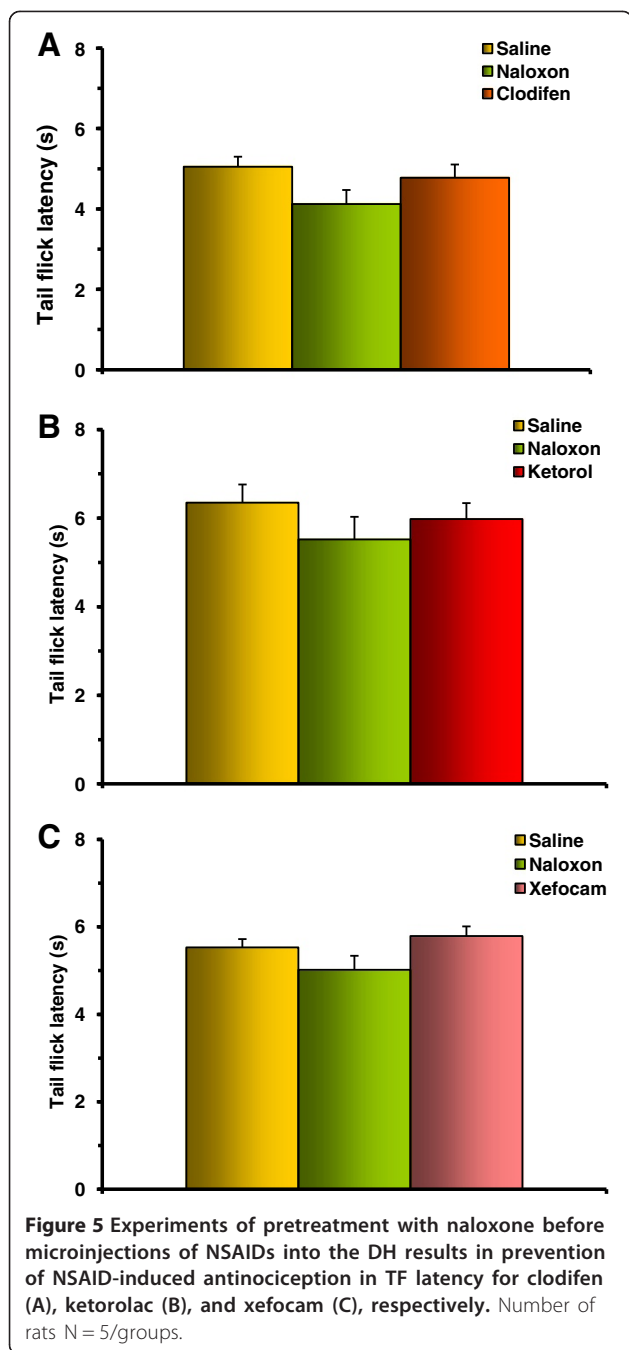 A
Saline
Naloxon
Clodifen
Tail flick latency (s)
8
6
4
2
0
B
Saline
Naloxon
Ketorol
Tail flick latency (s)
8
6
4
2
0
C
Saline
Naloxon
Xefocam
Tail flick latency (s)
8
6
4
2
0
Figure 5 Experiments of pretreatment with naloxone before
microinjections of NSAIDs into the DH results in prevention
of NSAID-induced antinociception in TF latency for clodifen
(A), ketorolac (B), and xefocam (C), respectively. Number of
rats N = 5/groups.